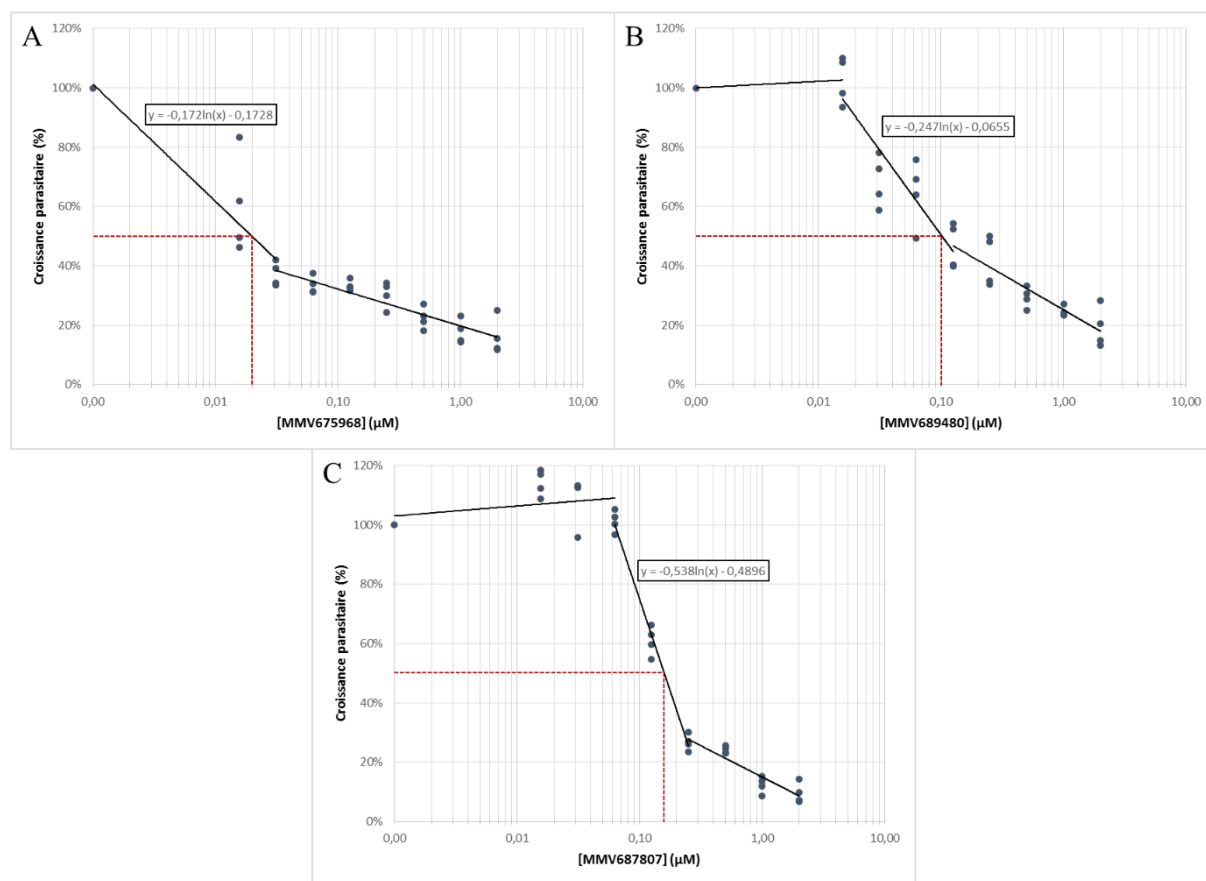 A
120%
100%
80%
60%
40%
20%
0%
Croissance parasitaire (%)
y = -0,172ln(x) - 0,1728
0,00 0,01 0,10 1,00 10,00
[MMV675968] (µM)
B
120%
100%
80%
60%
40%
20%
0%
Croissance parasitaire (%)
y = -0,247ln(x) - 0,0655
0,00 0,01 0,10 1,00 10,00
[MMV689480] (µM)
C
120%
100%
80%
60%
40%
20%
0%
Croissance parasitaire (%)
y = -0,538ln(x) - 0,4896
0,00 0,01 0,10 1,00 10,00
[MMV687807] (µM)